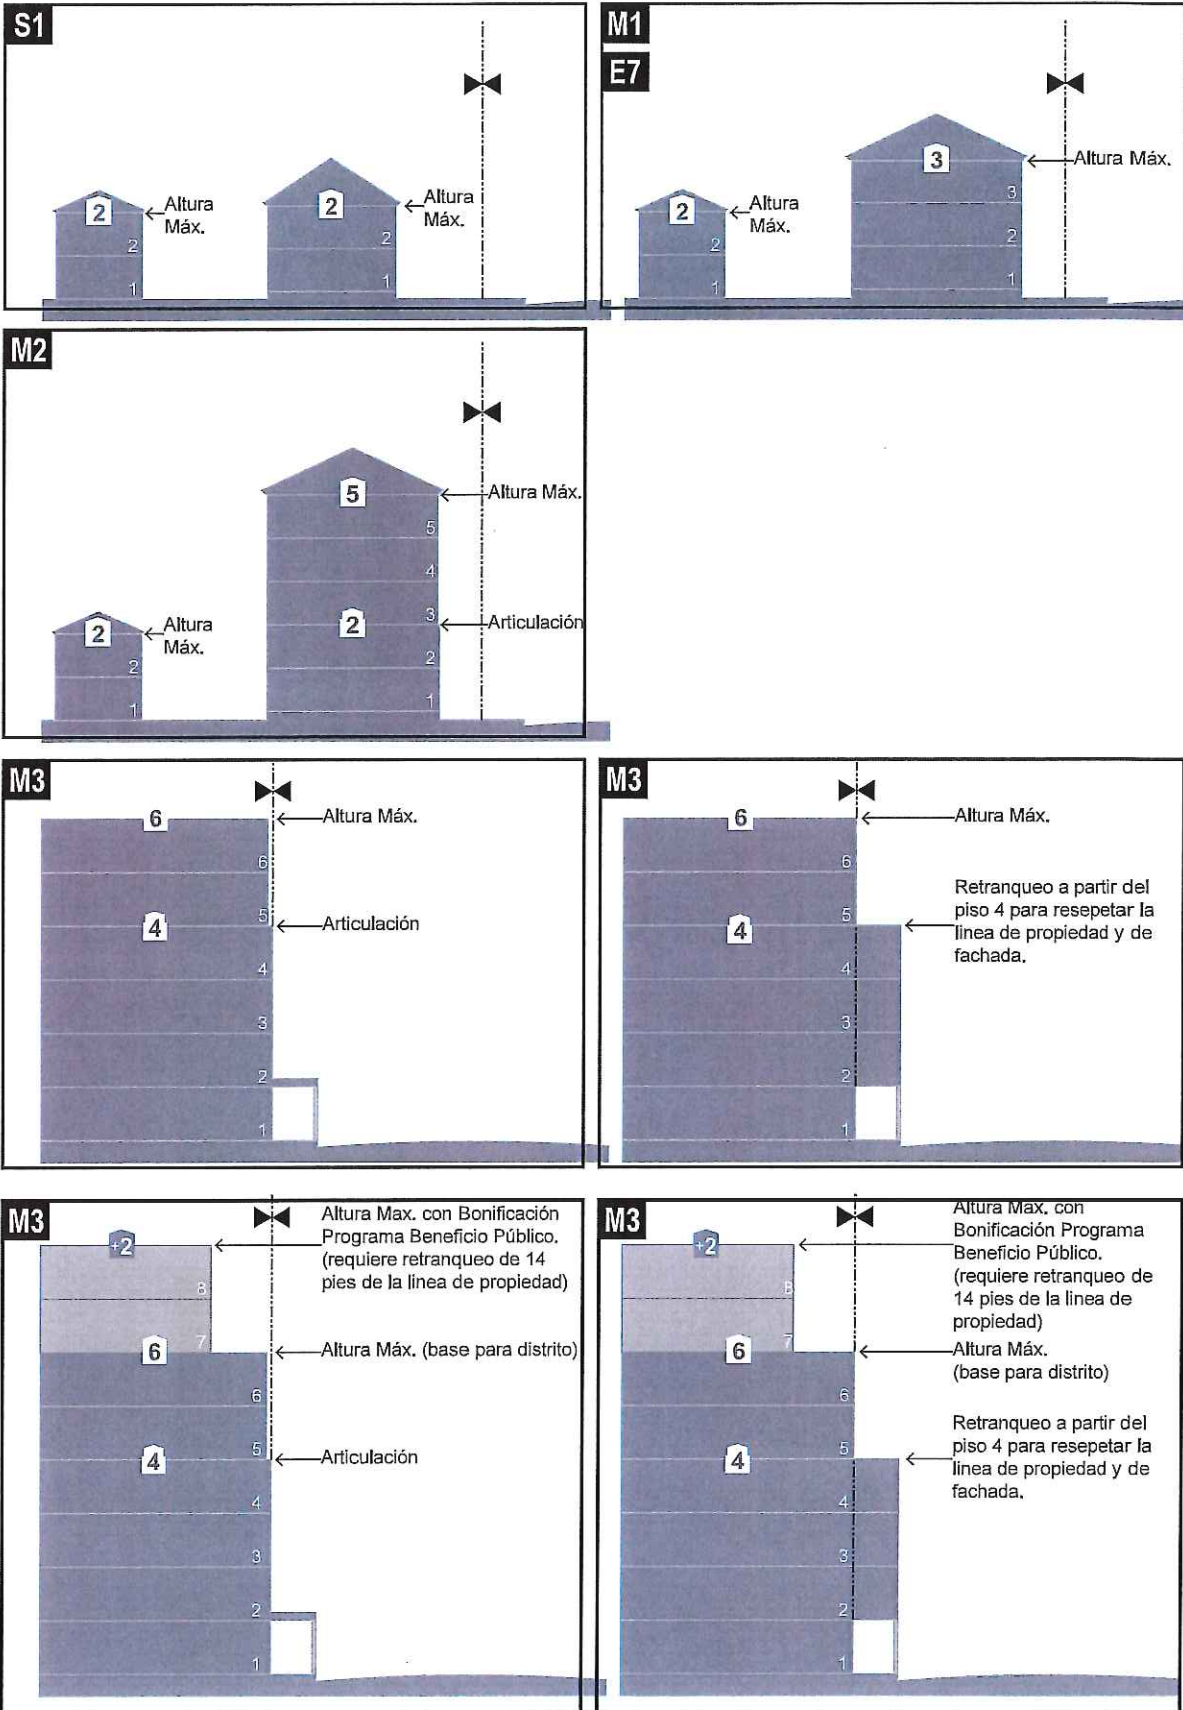 S1
2
Altura
Máx.
2
1
2
Altura
Máx.
2
1
M1
E7
2
Altura
Máx.
2
1
3
Altura Máx.
3
2
1
M2
2
Altura
Máx.
2
1
5
Altura Máx.
5
4
3
2
Articulación
2
1
M3
6
Altura Máx.
6
5
4
Articulación
4
3
2
1
M3
6
Altura Máx.
6
5
4
Retranqueo a partir del
piso 4 para resepetar la
linea de propiedad y de
fachada.
4
3
2
1
M3
+2
Altura Max. con Bonificación
Programa Beneficio Público.
(requiere retranqueo de 14
pies de la linea de propiedad)
8
7
6
Altura Máx. (base para distrito)
6
5
4
Articulación
4
3
2
1
M3
+2
Altura Max. con
Bonificación Programa
Beneficio Público.
(requiere retranqueo de
14 pies de la linea de
propiedad)
8
7
6
Altura Máx.
(base para distrito)
6
5
4
Retranqueo a partir del
piso 4 para resepetar la
linea de propiedad y de
fachada.
4
3
2
1